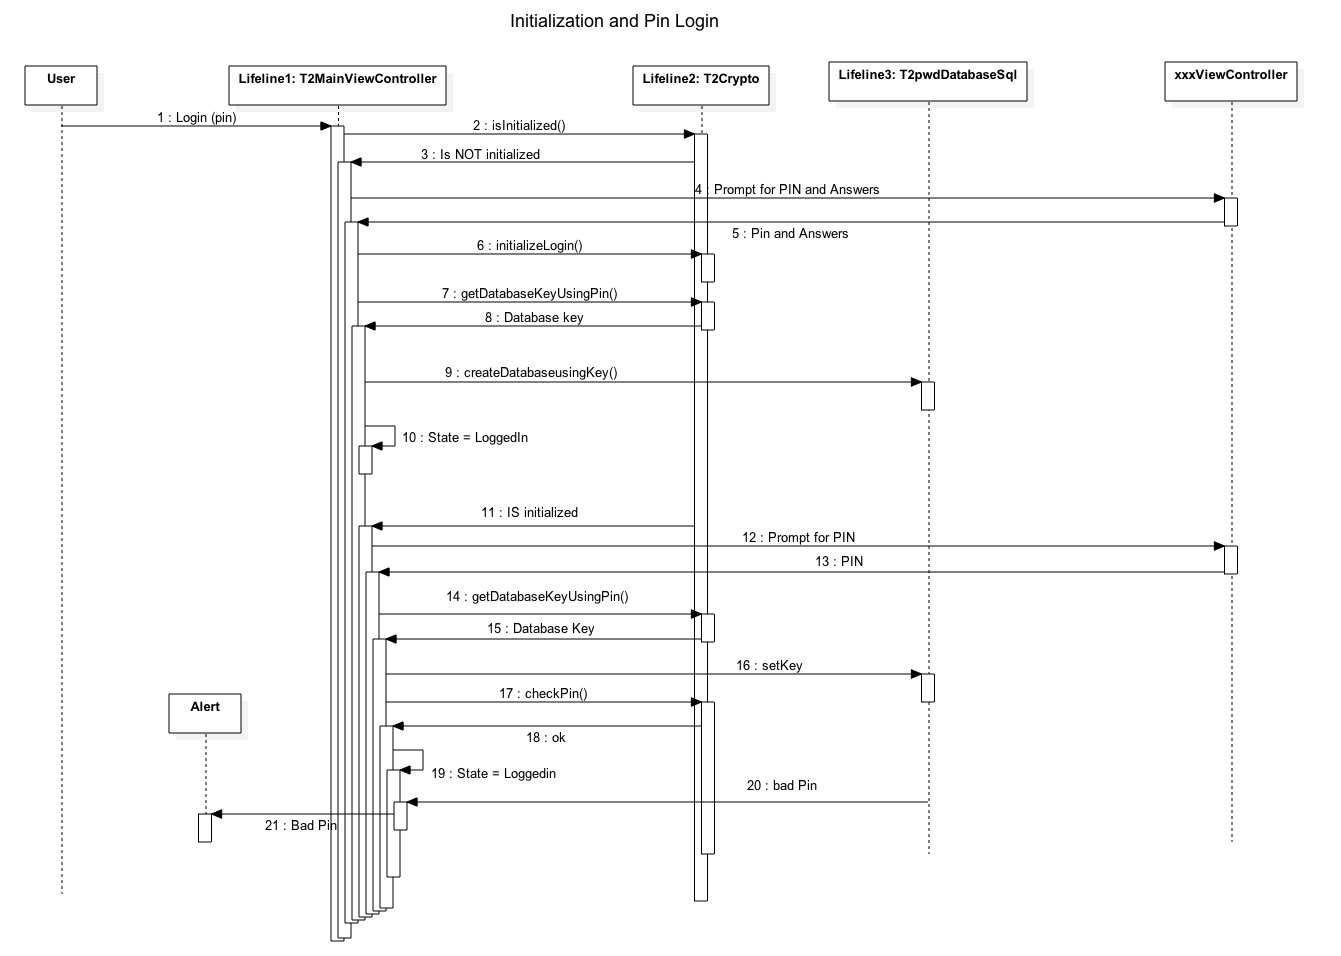 Initialization and Pin Login
User
Lifeline1: T2MainViewController
Lifeline2: T2Crypto
Lifeline3: T2pwdDatabaseSql
xxxViewController
1 : Login (pin)
2 : isInitialized()
3 : Is NOT initialized
4 : Prompt for PIN and Answers
5 : Pin and Answers
6 : initializeLogin()
7 : getDatabaseKeyUsingPin()
8 : Database key
9 : createDatabaseusingKey()
10 : State = LoggedIn
11 : IS initialized
12 : Prompt for PIN
13 : PIN
14 : getDatabaseKeyUsingPin()
15 : Database Key
16 : setKey
17 : checkPin()
Alert
18 : ok
19 : State = Loggedin
20 : bad Pin
21 : Bad Pin